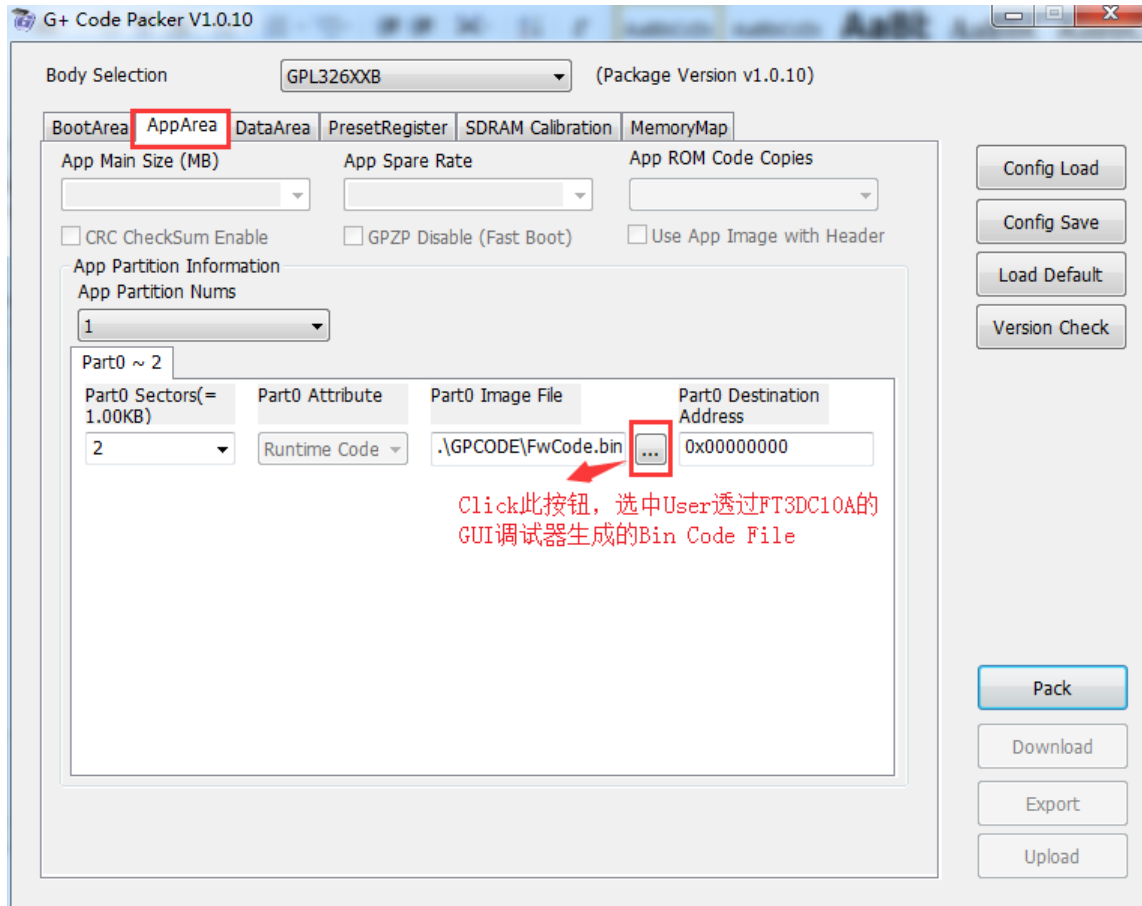 G+ Code Packer V1.0.10
Body Selection
GPL326XXB
(Package Version v1.0.10)
BootArea
AppArea
DataArea
PresetRegister
SDRAM Calibration
MemoryMap
App Main Size (MB)
App Spare Rate
App ROM Code Copies
CRC CheckSum Enable
GPZP Disable (Fast Boot)
Use App Image with Header
App Partition Information
App Partition Nums
1
Part0 ~ 2
Part0 Sectors(=
1.00KB)
Part0 Attribute
Part0 Image File
Part0 Destination
Address
2
Runtime Code
.\GPCODE\FwCode.bin
...
0x00000000
Click此按钮，选中User透过FT3DC10A的
GUI调试器生成的Bin Code File
Config Load
Config Save
Load Default
Version Check
Pack
Download
Export
Upload